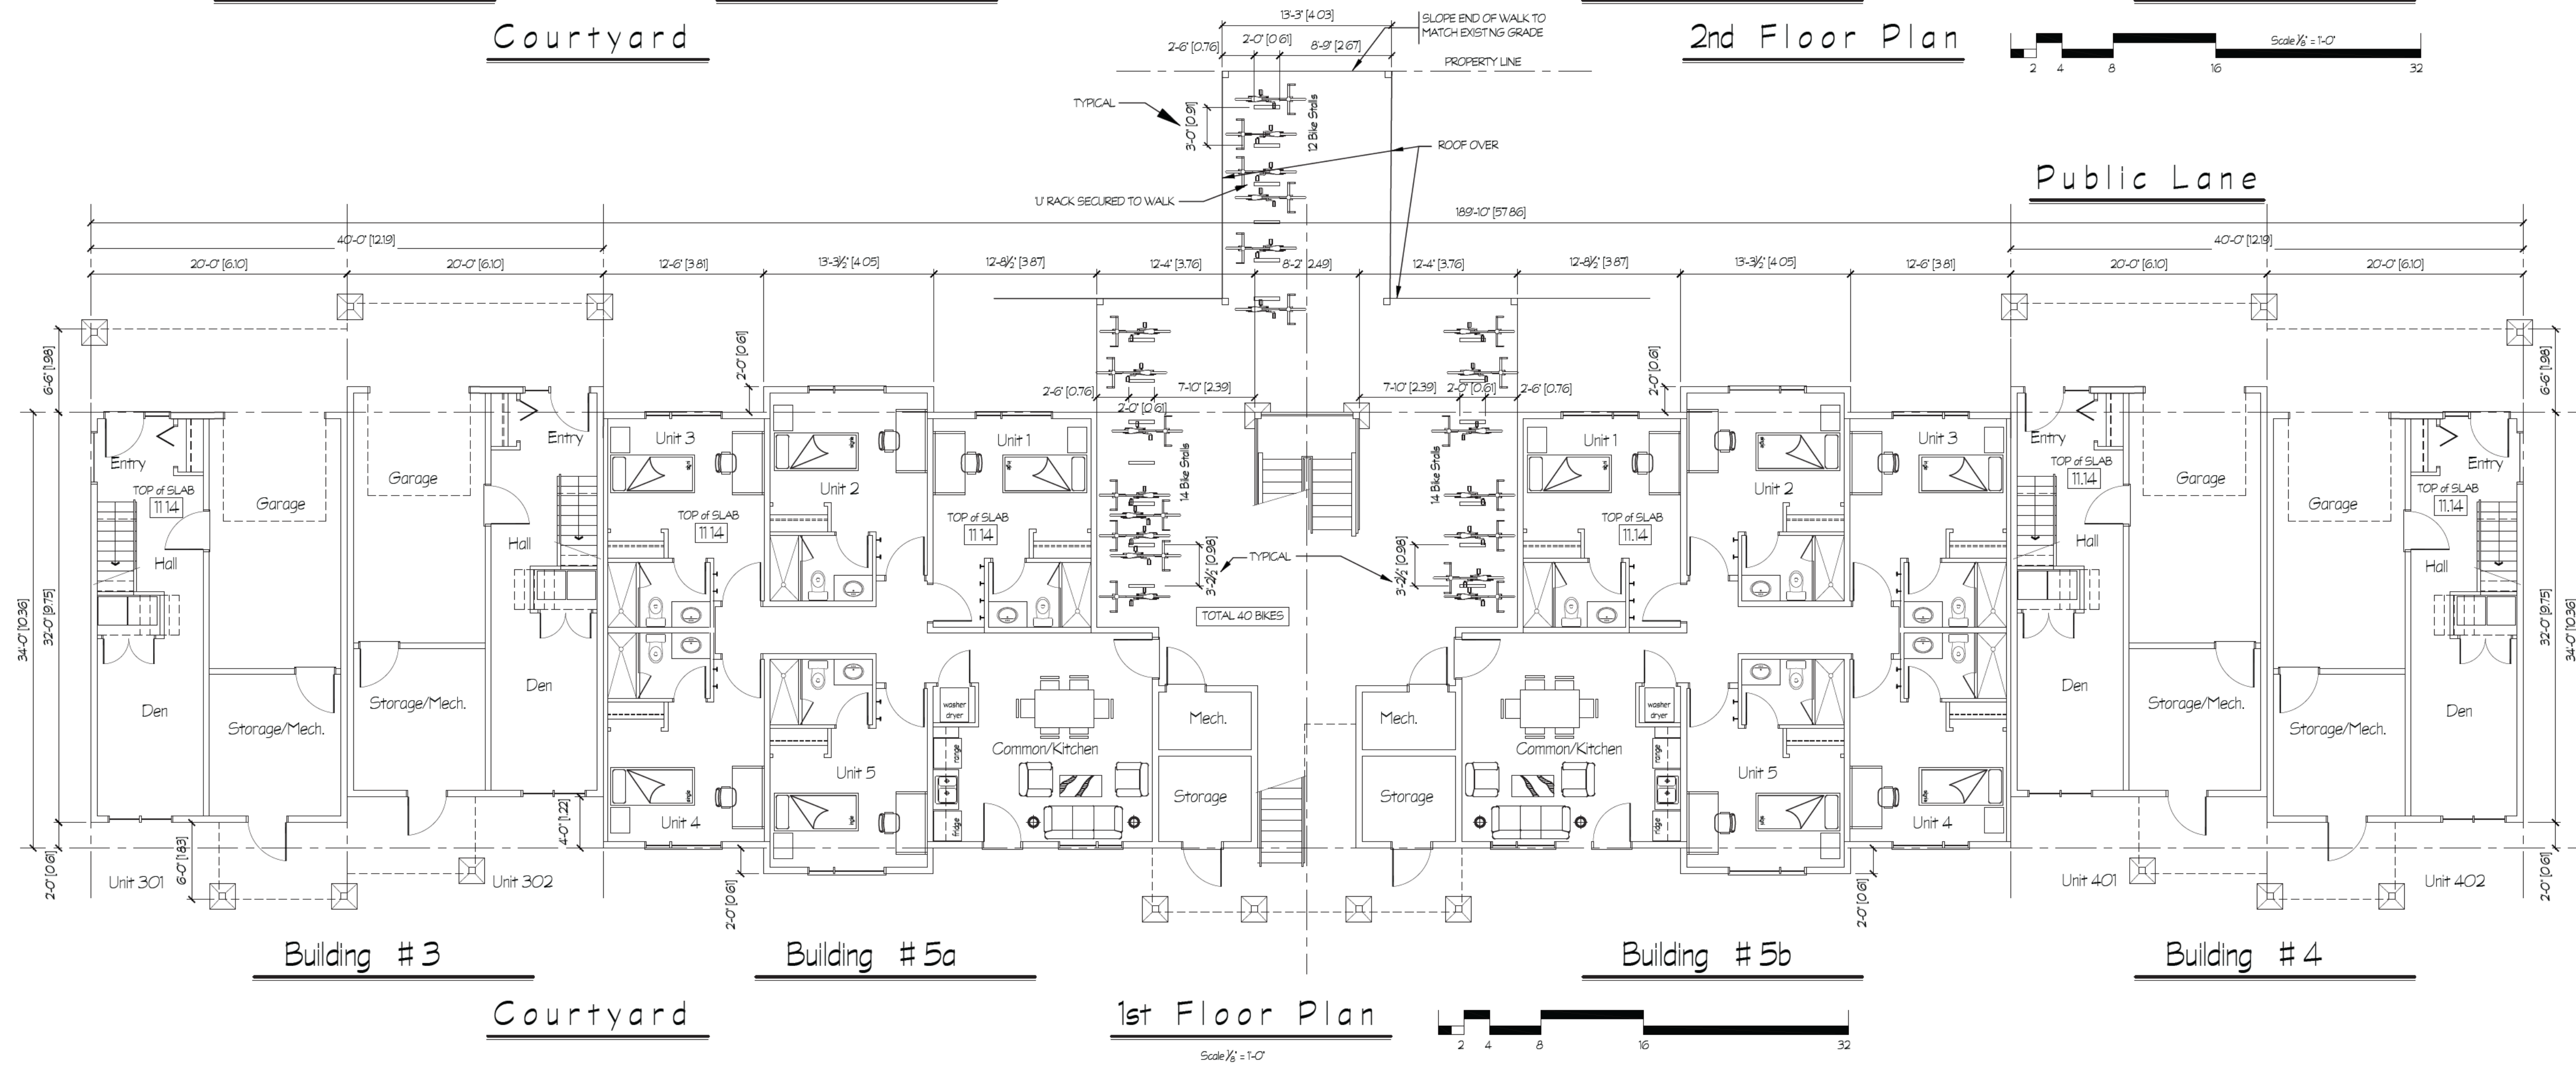 Courtyard
2nd Floor Plan
Scale ⅛" = 1'-0"
2 4 8 16 32
13'-3" [4.03]
SLOPE END OF WALK TO
MATCH EXISTNG GRADE
2'-6" [0.76]
2'-0" [0.61]
8'-9" [2.67]
PROPERTY LINE
TYPICAL
3'-0" [0.91]
12 Bike Stalls
ROOF OVER
'U' RACK SECURED TO WALK
Public Lane
189'-10" [57.86]
40'-0" [12.19]
40'-0" [12.19]
20'-0" [6.10]
20'-0" [6.10]
12'-6" [3.81]
13'-3½" [4.05]
12'-8½" [3.87]
12'-4" [3.76]
8'-2" [2.49]
12'-4" [3.76]
12'-8½" [3.87]
13'-3½" [4.05]
12'-6" [3.81]
20'-0" [6.10]
20'-0" [6.10]
6'-6" [1.98]
2'-0" [0.61]
2'-6" [0.76]
7'-10" [2.39]
7'-10" [2.39]
2'-0" [0.61]
2'-6" [0.76]
2'-0" [0.61]
6'-6" [1.98]
2'-0" [0.61]
Entry
Garage
Garage
Entry
Unit 3
Unit 2
Unit 1
14 Bike Stalls
14 Bike Stalls
Unit 1
Unit 2
Unit 3
Entry
Garage
Garage
Entry
TOP of SLAB
11.14
TOP of SLAB
11.14
TOP of SLAB
11.14
TOP of SLAB
11.14
TOP of SLAB
11.14
TOP of SLAB
11.14
Hall
Hall
Hall
Hall
3'-2½" [0.98]
TYPICAL
3'-2½" [0.98]
TOTAL 40 BIKES
34'-0" [10.36]
32'-0" [9.75]
32'-0" [9.75]
34'-0" [10.36]
Den
Storage/Mech.
Storage/Mech.
Den
washer
dryer
Mech.
Mech.
washer
dryer
Den
Storage/Mech.
Storage/Mech.
Den
Common/Kitchen
Common/Kitchen
range
range
Unit 5
Unit 5
Storage
Storage
fridge
Unit 4
Unit 4
4'-0" [1.22]
2'-0" [0.61]
6'-0" [1.83]
2'-0" [0.61]
2'-0" [0.61]
2'-0" [0.61]
Unit 301
Unit 302
Unit 401
Unit 402
Building #3
Building #5a
Building #5b
Building #4
Courtyard
1st Floor Plan
Scale ⅛" = 1'-0"
2 4 8 16 32